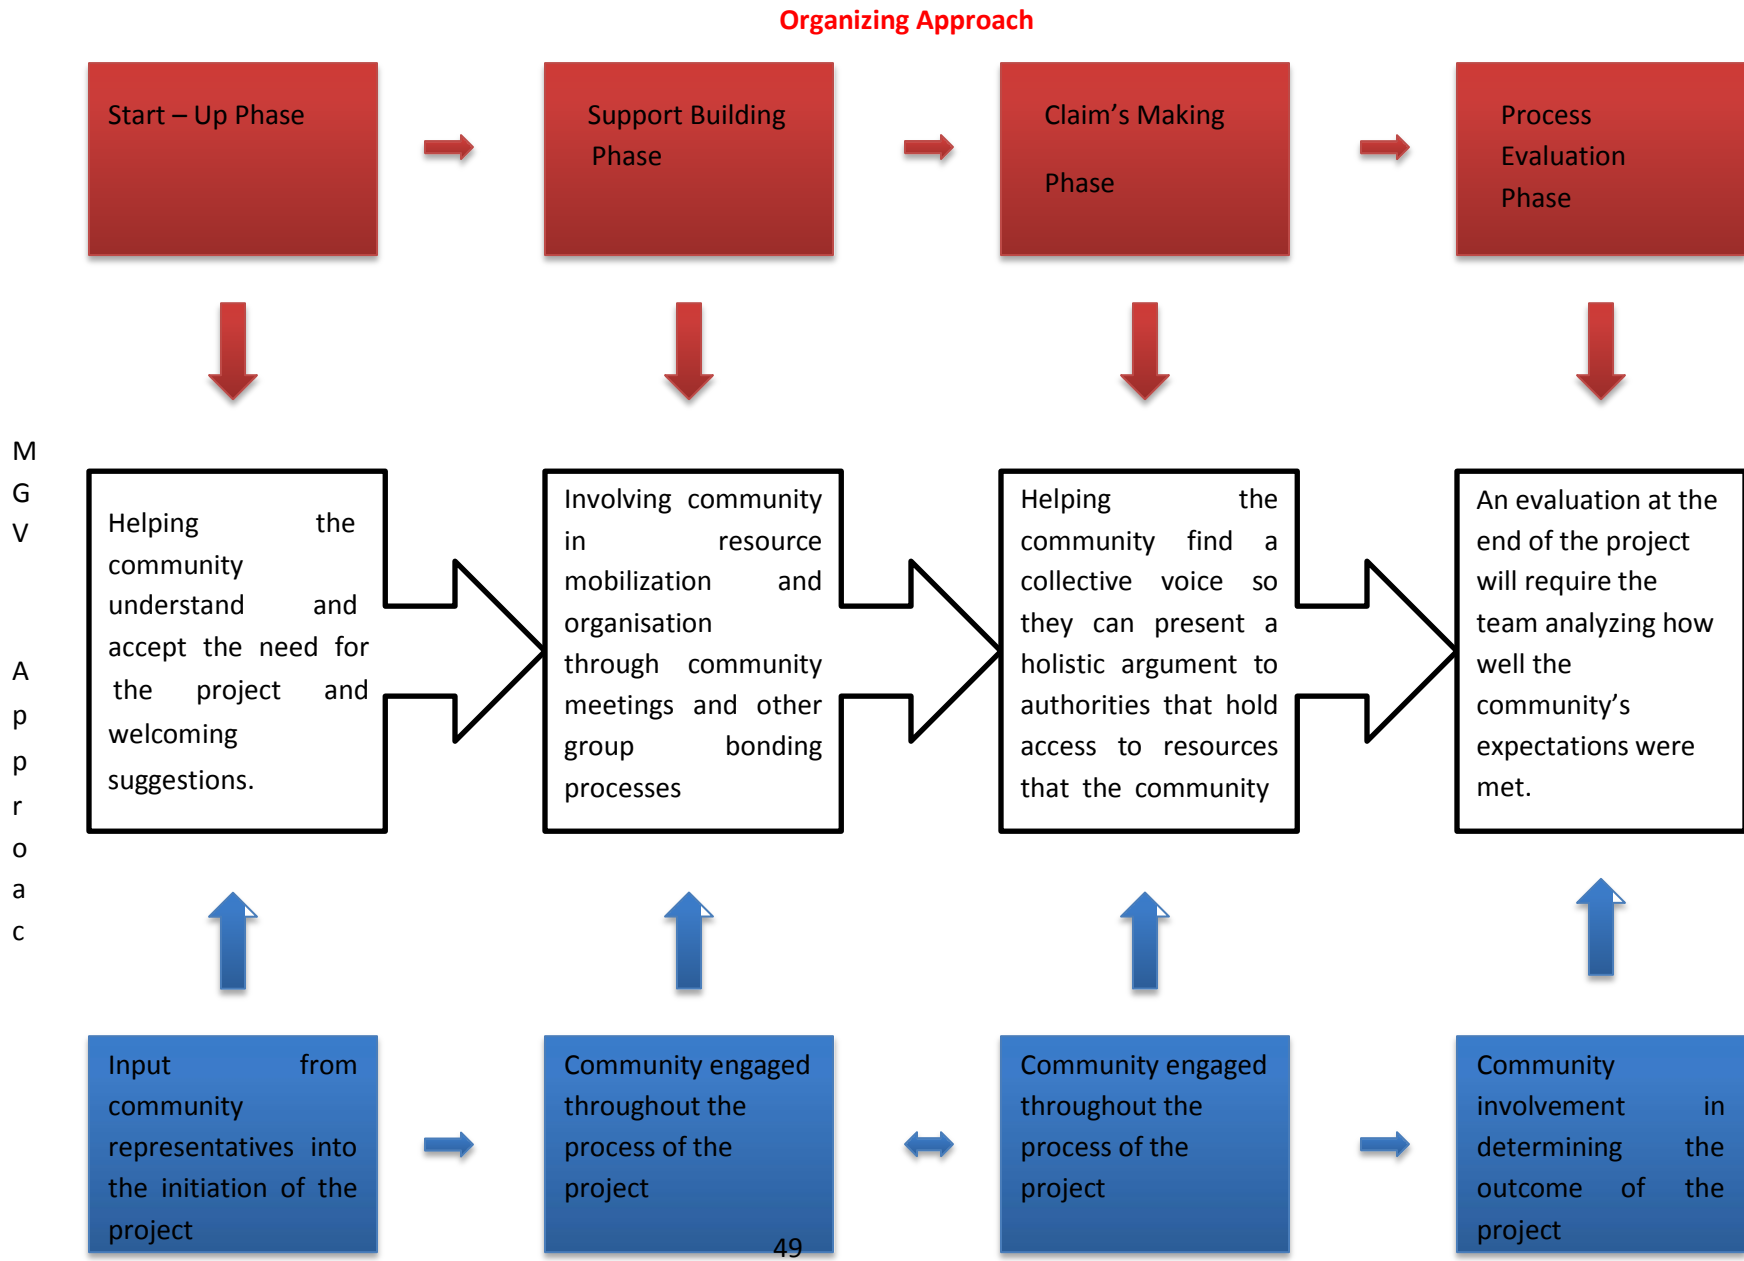 Organizing Approach
Start – Up Phase
Support Building
Phase
Claim's Making
Phase
Process
Evaluation
Phase
M
G
V
A
p
p
r
o
a
c
Helping the
community
understand and
accept the need for
the project and
welcoming
suggestions.
Involving community
in resource
mobilization and
organisation
through community
meetings and other
group bonding
processes
Helping the
community find a
collective voice so
they can present a
holistic argument to
authorities that hold
access to resources
that the community
An evaluation at the
end of the project
will require the
team analyzing how
well the
community's
expectations were
met.
Input from
community
representatives into
the initiation of the
project
Community engaged
throughout the
process of the
project
Community engaged
throughout the
process of the
project
Community
involvement in
determining the
outcome of the
project
49